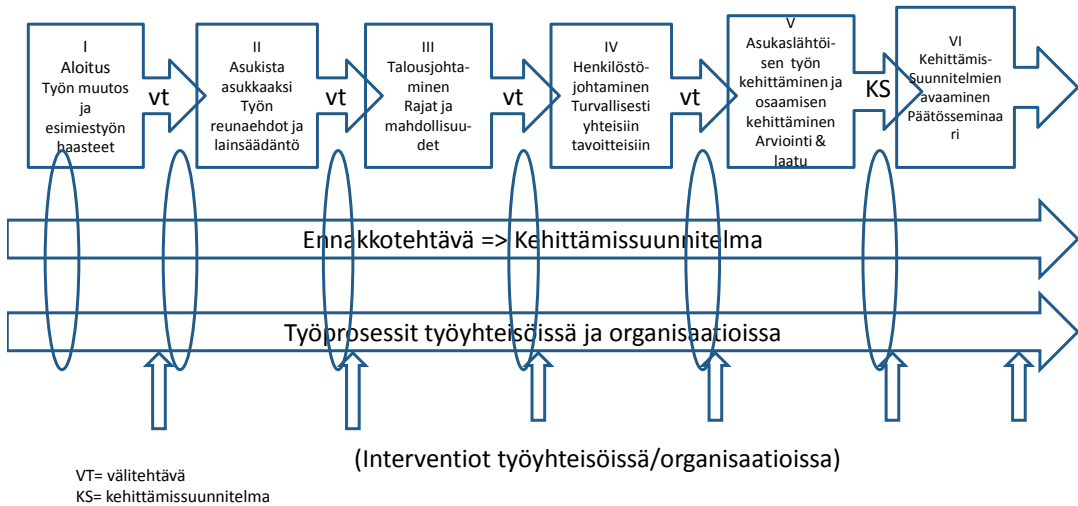 I
Aloitus
Työn muutos
ja
esimiestyön
haasteet
vt
II
Asukista
asukkaaksi
Työn
reunaehdot ja
lainsäädäntö
vt
III
Talousjohta-
minen
Rajat ja
mahdollisuu-
det
vt
IV
Henkilöstö-
johtaminen
Turvallisesti
yhteisiin
tavoitteisiin
vt
V
Asukaslähtöi-
sen työn
kehittäminen ja
osaamisen
kehittäminen
Arviointi &
laatu
KS
VI
Kehittämis-
Suunnitelmien
avaaminen
Päätösseminaa
ri
Ennakkotehtävä => Kehittämissuunnitelma
Työprosessit työyhteisöissä ja organisaatioissa
(Interventiot työyhteisöissä/organisaatioissa)
VT= välitehtävä
KS= kehittämissuunnitelma